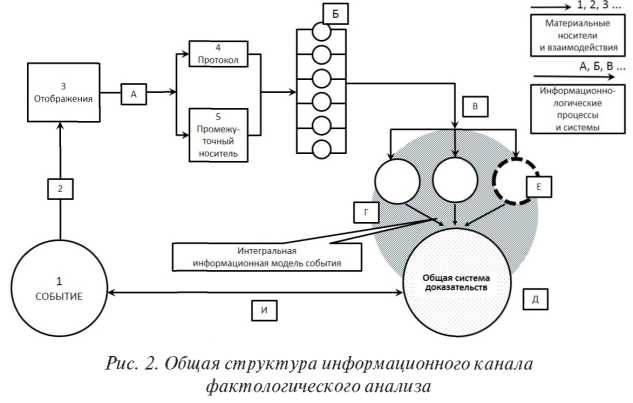 1, 2, 3 ...
Материальные
носители
и взаимодействия
А, Б, В ...
Информационно-
логические
процессы
и системы
Б
4
Протокол
3
Отображения
А
5
Промежу-
точный
носитель
В
2
Е
Г
Интегральная
информационная модель события
1
СОБЫТИЕ
Общая система
доказательств
Д
И
Рис. 2. Общая структура информационного канала
фактологического анализа